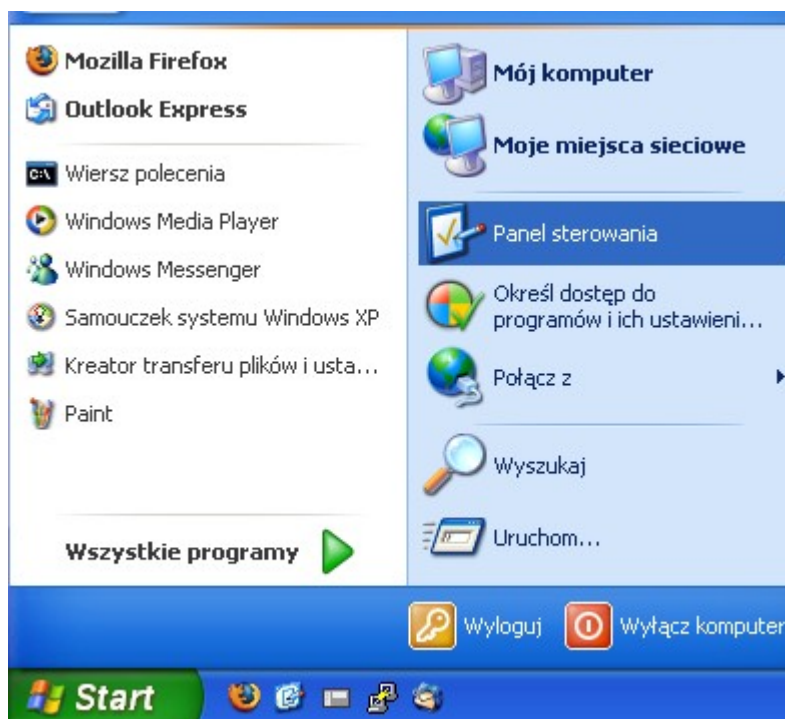 Mozilla Firefox
Outlook Express
C:\
Wiersz polecenia
Windows Media Player
Windows Messenger
Samouczek systemu Windows XP
Kreator transferu plików i usta...
Paint
Wszystkie programy
Mój komputer
Moje miejsca sieciowe
Panel sterowania
Określ dostęp do
programów i ich ustawieni...
Połącz z
Wyszukaj
Uruchom...
Wyloguj
Wyłącz komputer
Start